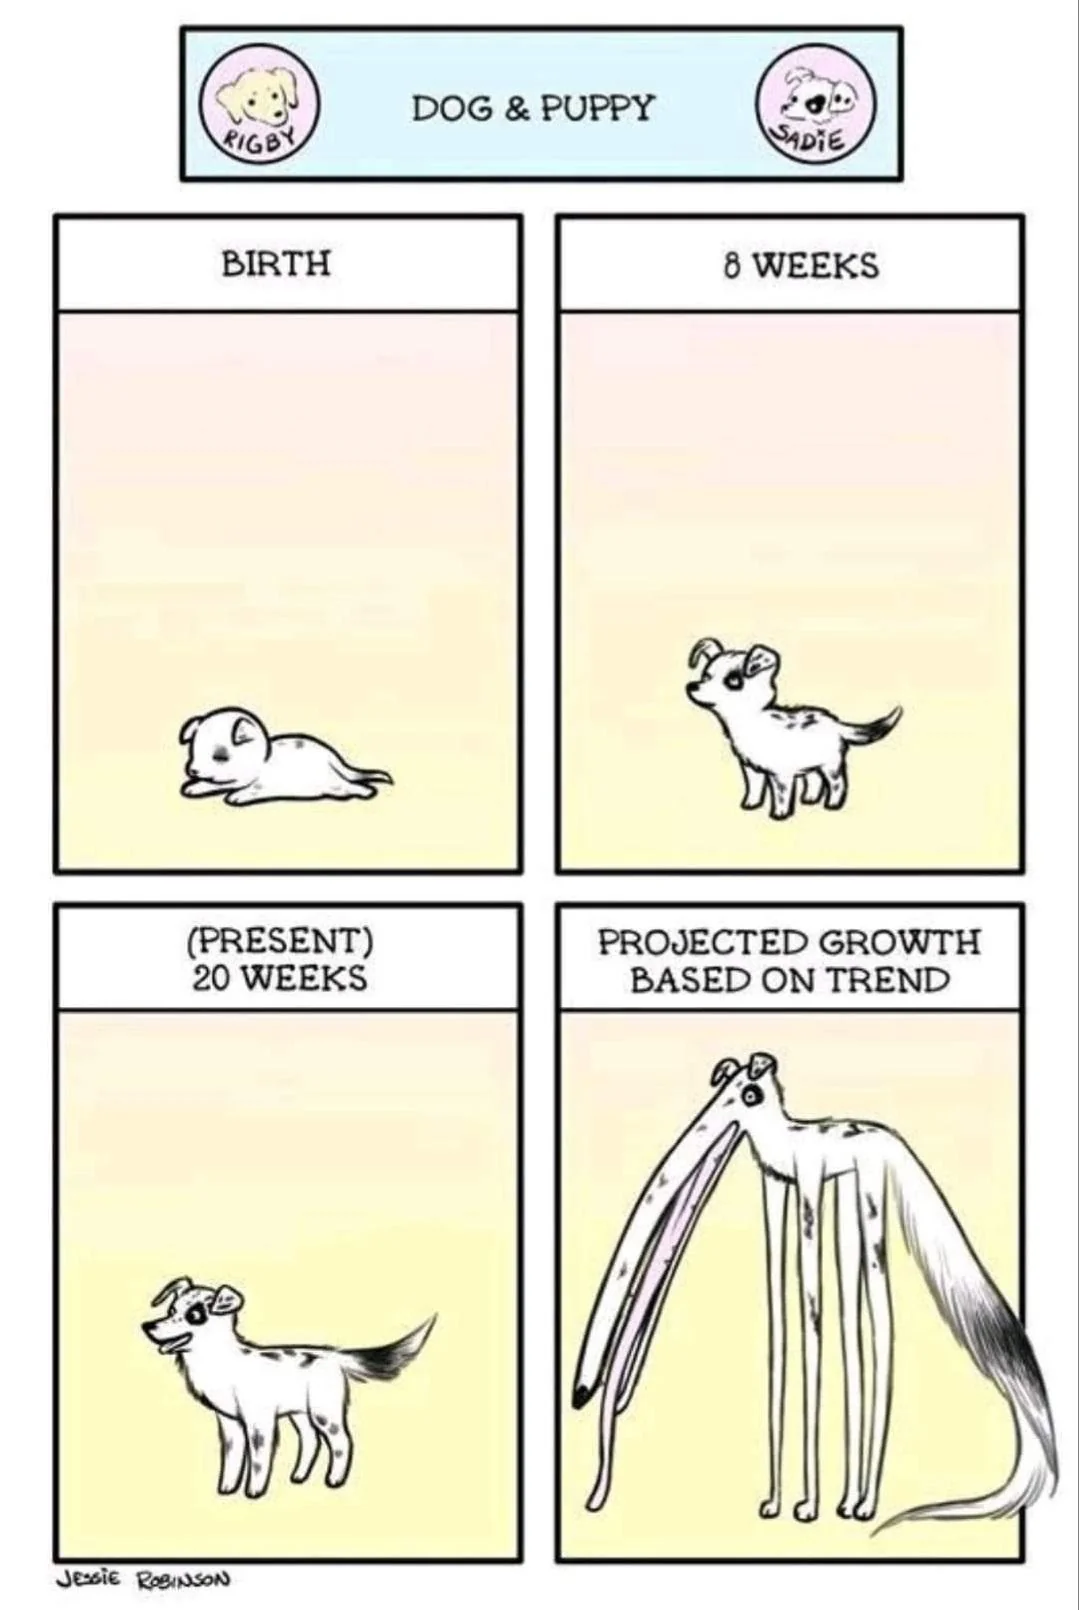 RIGBY
DOG & PUPPY
SADiE
BIRTH
8 WEEKS
(PRESENT)
20 WEEKS
PROJECTED GROWTH
BASED ON TREND
JESSiE ROBINSON